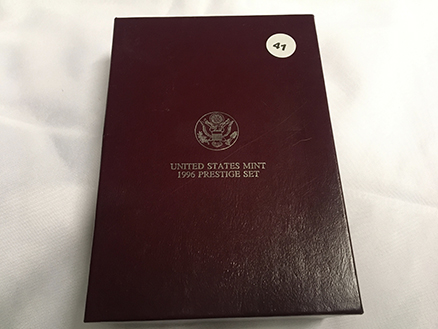 41
UNITED STATES MINT
1996 PRESTIGE SET